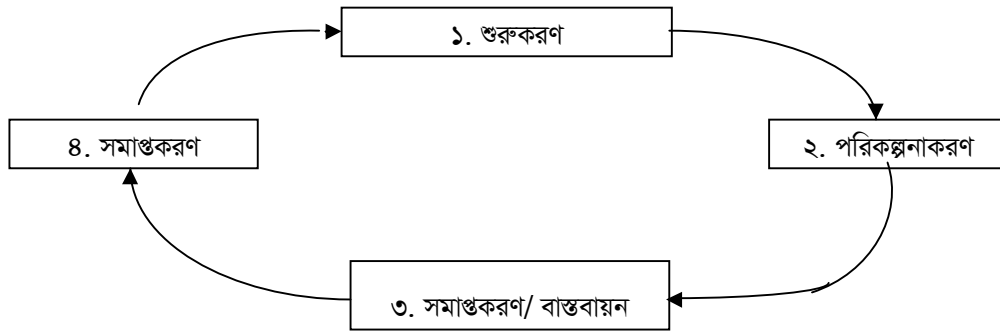 ১. শুরুকরণ
২. পরিকল্পনাকরণ
৩. সমাপ্তকরণ/ বাস্তবায়ন
৪. সমাপ্তকরণ